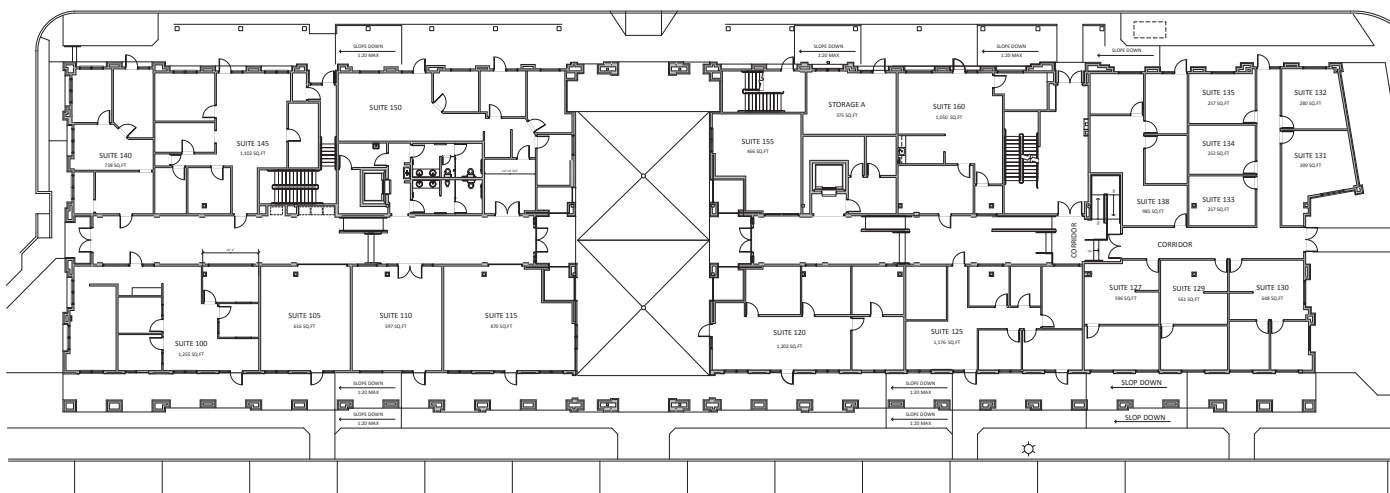 SLOPE DOWN
1:20 MAX
SLOPE DOWN
1:20 MAX
SLOPE DOWN
1:20 MAX
SLOPE DOWN
1:20 MAX
SUITE 140
738 SQ.FT
SUITE 145
1,102 SQ.FT
SUITE 150
SUITE 155
466 SQ.FT
STORAGE A
375 SQ.FT
SUITE 160
1,050 SQ.FT
SUITE 138
985 SQ.FT
SUITE 135
257 SQ.FT
SUITE 134
262 SQ.FT
SUITE 133
257 SQ.FT
SUITE 132
280 SQ.FT
SUITE 131
399 SQ.FT
CORRIDOR
CORRIDOR
SUITE 100
1,255 SQ.FT
SUITE 105
616 SQ.FT
SUITE 110
597 SQ.FT
SUITE 115
870 SQ.FT
SUITE 120
1,202 SQ.FT
SUITE 125
1,176 SQ.FT
SUITE 127
596 SQ.FT
SUITE 129
561 SQ.FT
SUITE 130
648 SQ.FT
SLOPE DOWN
1:20 MAX
SLOPE DOWN
1:20 MAX
SLOP DOWN
SLOPE DOWN
1:20 MAX
SLOPE DOWN
1:20 MAX
SLOP DOWN